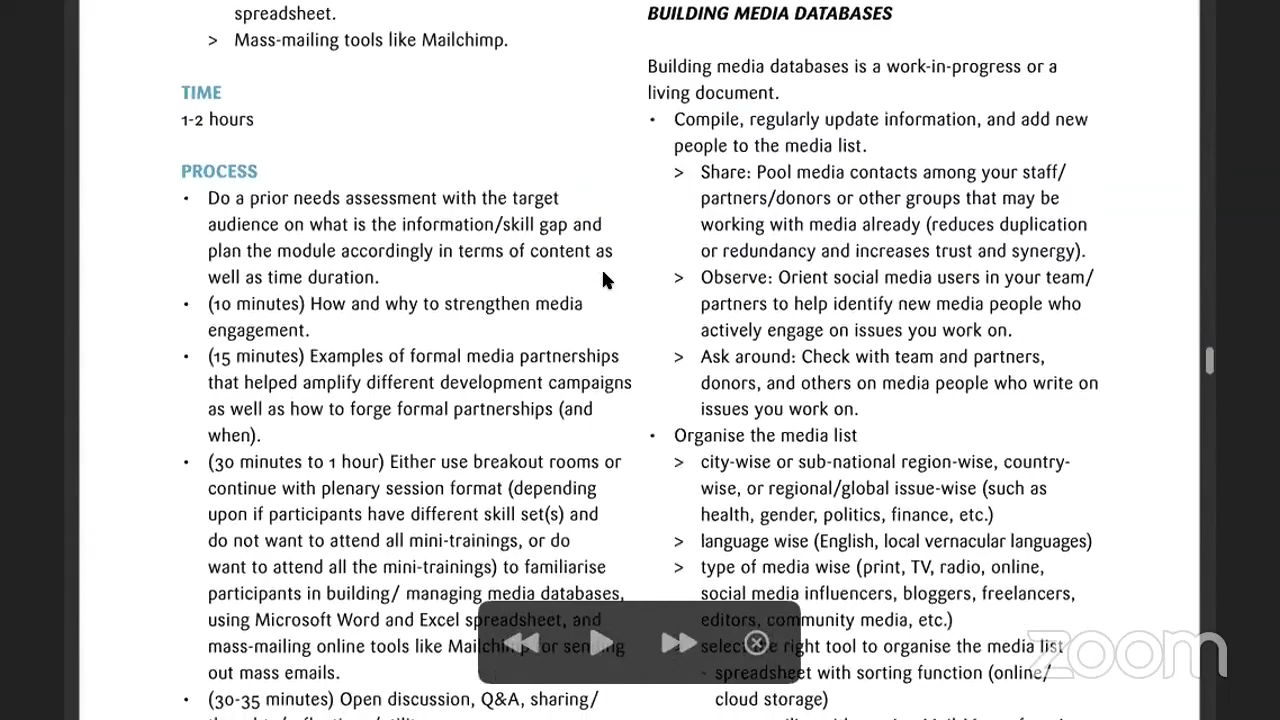 spreadsheet.
> Mass-mailing tools like Mailchimp.
TIME
1-2 hours
PROCESS
• Do a prior needs assessment with the target
audience on what is the information/skill gap and
plan the module accordingly in terms of content as
well as time duration.
• (10 minutes) How and why to strengthen media
engagement.
• (15 minutes) Examples of formal media partnerships
that helped amplify different development campaigns
as well as how to forge formal partnerships (and
when).
• (30 minutes to 1 hour) Either use breakout rooms or
continue with plenary session format (depending
upon if participants have different skill set(s) and
do not want to attend all mini-trainings, or do
want to attend all the mini-trainings) to familiarise
participants in building/ managing media databases,
using Microsoft Word and Excel spreadsheet, and
mass-mailing online tools like Mailchimp or sending
out mass emails.
• (30-35 minutes) Open discussion, Q&A, sharing/
BUILDING MEDIA DATABASES
Building media databases is a work-in-progress or a
living document.
• Compile, regularly update information, and add new
people to the media list.
> Share: Pool media contacts among your staff/
partners/donors or other groups that may be
working with media already (reduces duplication
or redundancy and increases trust and synergy).
> Observe: Orient social media users in your team/
partners to help identify new media people who
actively engage on issues you work on.
> Ask around: Check with team and partners,
donors, and others on media people who write on
issues you work on.
• Organise the media list
> city-wise or sub-national region-wise, country-
wise, or regional/global issue-wise (such as
health, gender, politics, finance, etc.)
> language wise (English, local vernacular languages)
> type of media wise (print, TV, radio, online,
social media influencers, bloggers, freelancers,
editors, community media, etc.)
select the right tool to organise the media list
- spreadsheet with sorting function (online/
cloud storage)
zoom